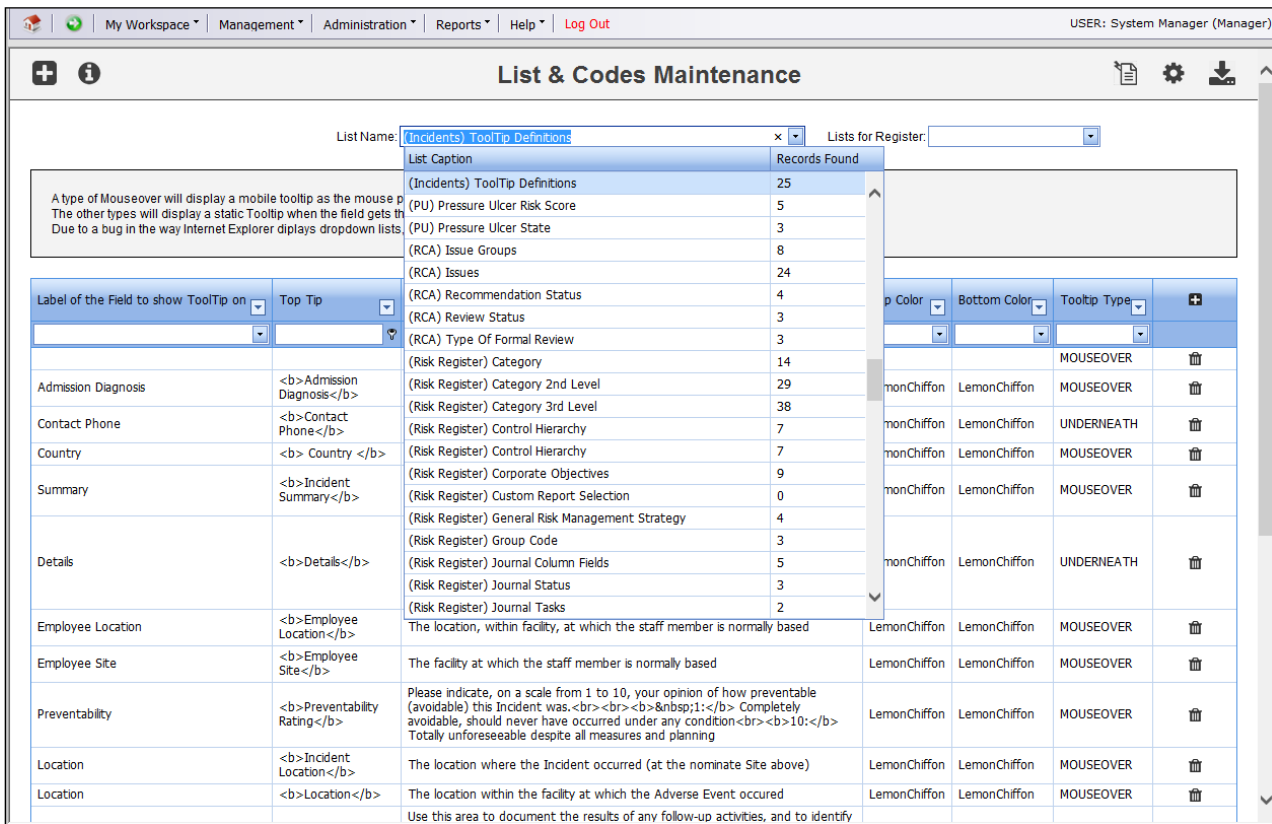 My Workspace Management Administration Reports Help Log Out USER: System Manager (Manager)
List & Codes Maintenance
List Name: (Incidents) ToolTip Definitions x Lists for Register:
List Caption Records Found
(Incidents) ToolTip Definitions 25
(PU) Pressure Ulcer Risk Score 5
(PU) Pressure Ulcer State 3
(RCA) Issue Groups 8
(RCA) Issues 24
(RCA) Recommendation Status 4
(RCA) Review Status 3
(RCA) Type Of Formal Review 3
(Risk Register) Category 14
(Risk Register) Category 2nd Level 29
(Risk Register) Category 3rd Level 38
(Risk Register) Control Hierarchy 7
(Risk Register) Control Hierarchy 7
(Risk Register) Corporate Objectives 9
(Risk Register) Custom Report Selection 0
(Risk Register) General Risk Management Strategy 4
(Risk Register) Group Code 3
(Risk Register) Journal Column Fields 5
(Risk Register) Journal Status 3
(Risk Register) Journal Tasks 2
A type of Mouseover will display a mobile tooltip as the mouse p
The other types will display a static Tooltip when the field gets th
Due to a bug in the way Internet Explorer diplays dropdown lists,
Label of the Field to show ToolTip on Top Tip p Color Bottom Color Tooltip Type
MOUSEOVER
Admission Diagnosis <b>Admission
Diagnosis</b> monChiffon LemonChiffon MOUSEOVER
Contact Phone <b>Contact
Phone</b> monChiffon LemonChiffon UNDERNEATH
Country <b> Country </b> monChiffon LemonChiffon MOUSEOVER
Summary <b>Incident
Summary</b> monChiffon LemonChiffon MOUSEOVER
Details <b>Details</b> monChiffon LemonChiffon UNDERNEATH
Employee Location <b>Employee
Location</b> The location, within facility, at which the staff member is normally based LemonChiffon LemonChiffon MOUSEOVER
Employee Site <b>Employee
Site</b> The facility at which the staff member is normally based LemonChiffon LemonChiffon MOUSEOVER
Preventability <b>Preventability
Rating</b> Please indicate, on a scale from 1 to 10, your opinion of how preventable
(avoidable) this Incident was.<br><br><b>&nbsp;1:</b> Completely
avoidable, should never have occurred under any condition<br><b>10:</b>
Totally unforeseeable despite all measures and planning LemonChiffon LemonChiffon MOUSEOVER
Location <b>Incident
Location</b> The location where the Incident occurred (at the nominate Site above) LemonChiffon LemonChiffon MOUSEOVER
Location <b>Location</b> The location within the facility at which the Adverse Event occured LemonChiffon LemonChiffon MOUSEOVER
Use this area to document the results of any follow-up activities, and to identify